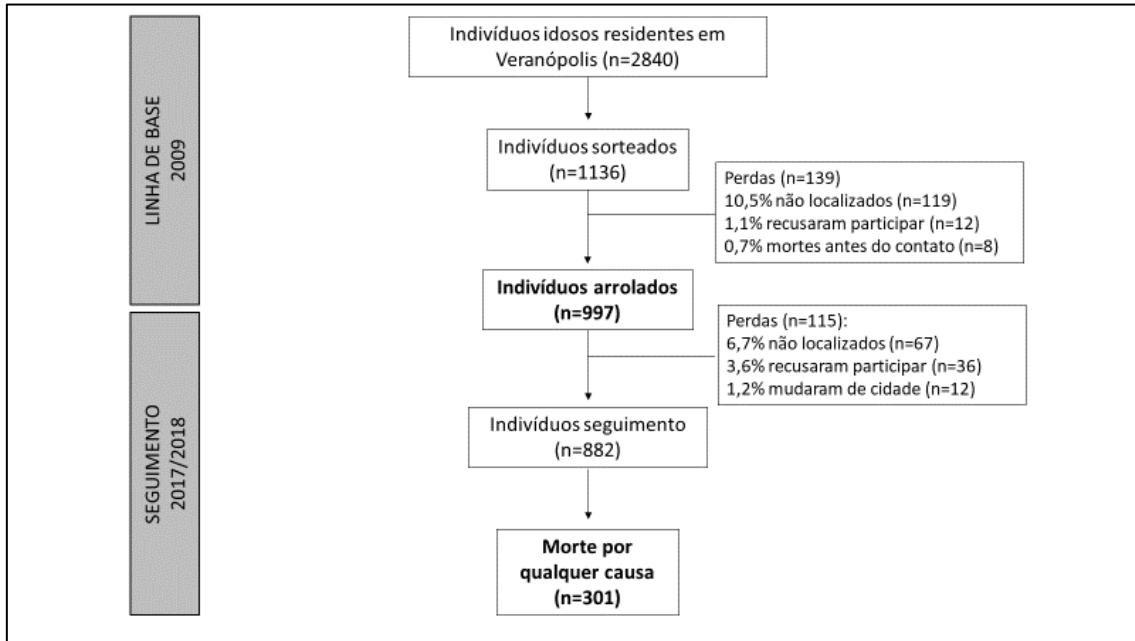 LINHA DE BASE
2009
Indivíduos idosos residentes em
Veranópolis (n=2840)
Indivíduos sorteados
(n=1136)
Perdas (n=139)
10,5% não localizados (n=119)
1,1% recusaram participar (n=12)
0,7% mortes antes do contato (n=8)
Indivíduos arrolados
(n=997)
SEGUIMENTO
2017/2018
Perdas (n=115):
6,7% não localizados (n=67)
3,6% recusaram participar (n=36)
1,2% mudaram de cidade (n=12)
Indivíduos seguimento
(n=882)
Morte por
qualquer causa
(n=301)